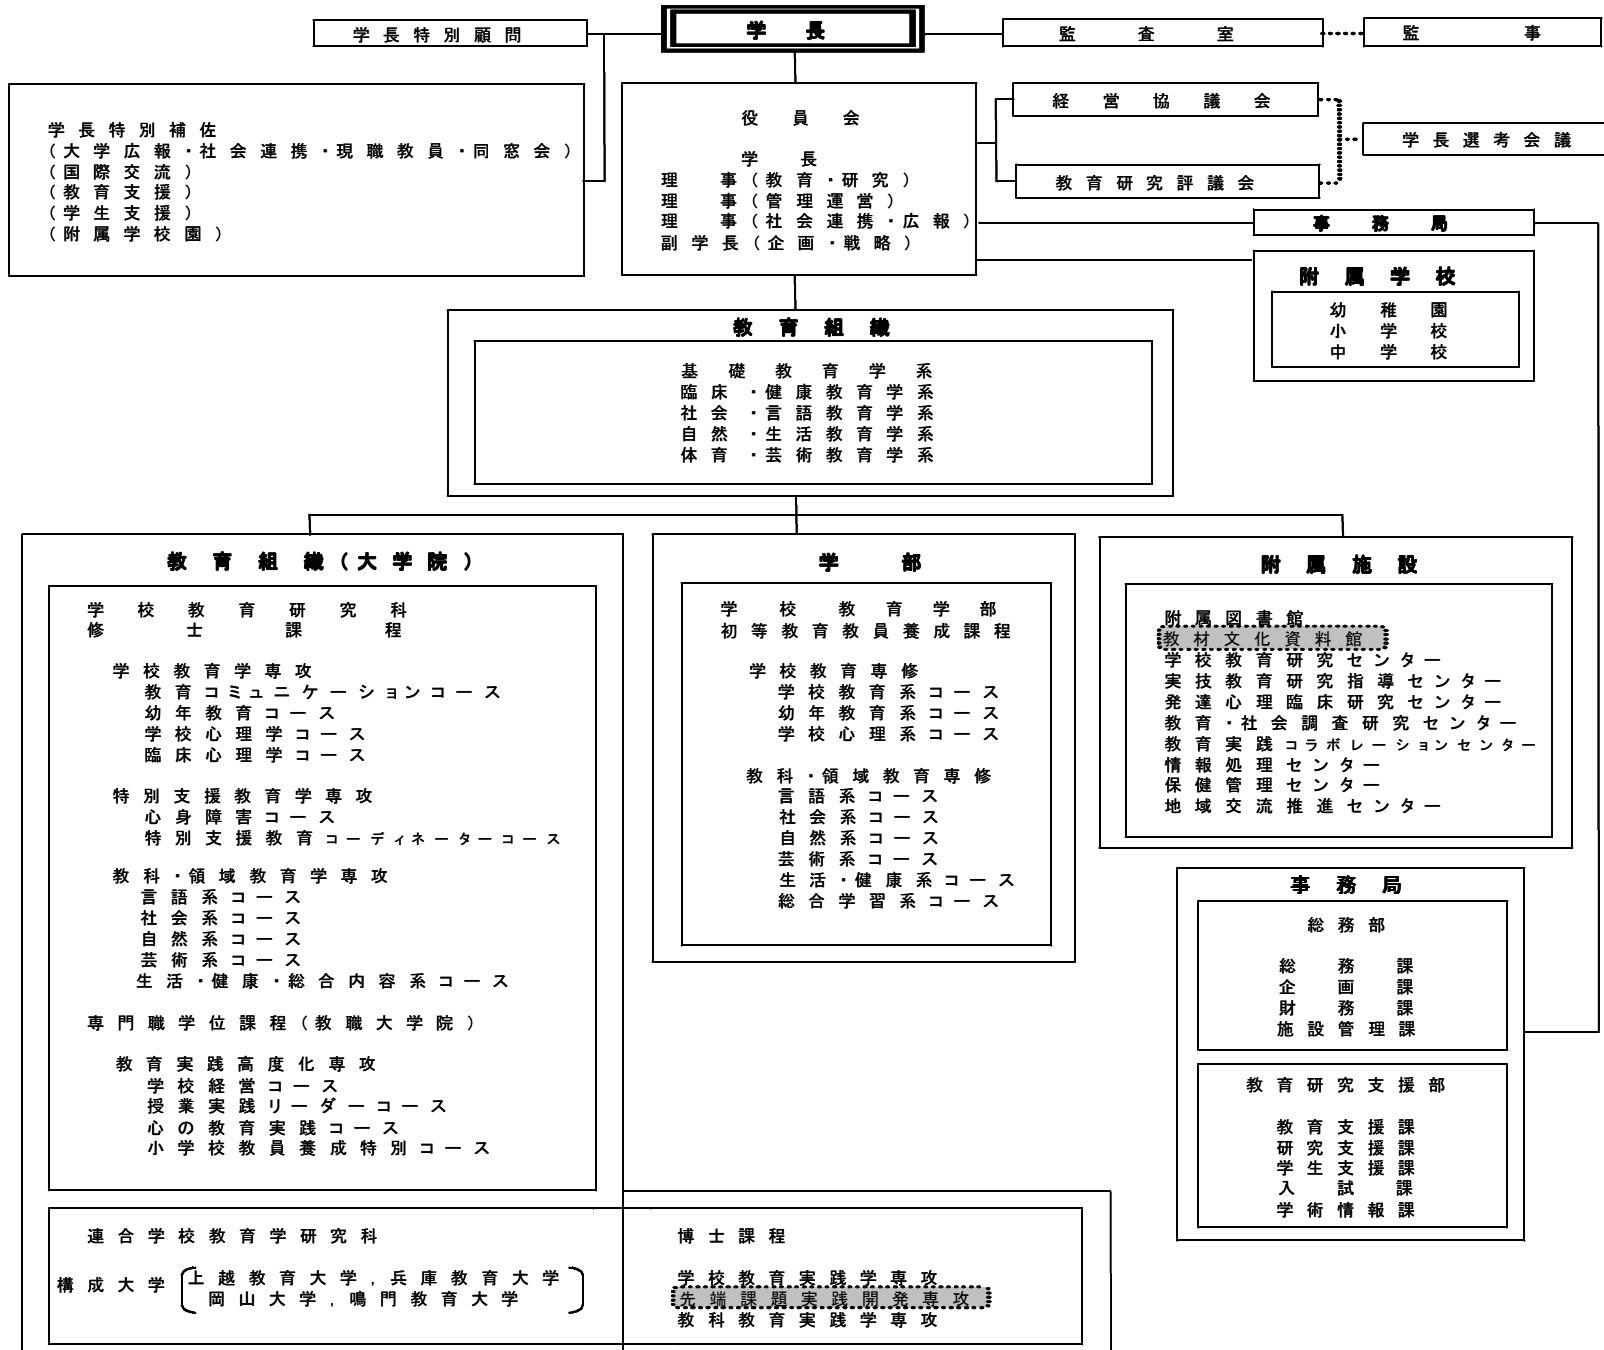 学長特別顧問
学長
監査室
監事
学長特別補佐
(大学広報・社会連携・現職教員・同窓会)
(国際交流)
(教育支援)
(学生支援)
(附属学校園)
役員会
学長
理事(教育・研究)
理事(管理運営)
理事(社会連携・広報)
副学長(企画・戦略)
経営協議会
教育研究評議会
学長選考会議
事務局
附属学校
幼稚園
小学校
中学校
教育組織
基礎教育学系
臨床・健康教育学系
社会・言語教育学系
自然・生活教育学系
体育・芸術教育学系
教育組織(大学院)
学校教育研究科
修士課程
学校教育学専攻
教育コミュニケーションコース
幼年教育コース
学校心理学コース
臨床心理学コース
特別支援教育学専攻
心身障害コース
特別支援教育コーディネーターコース
教科・領域教育学専攻
言語系コース
社会系コース
自然系コース
芸術系コース
生活・健康・総合内容系コース
専門職学位課程(教職大学院)
教育実践高度化専攻
学校経営コース
授業実践リーダーコース
心の教育実践コース
小学校教員養成特別コース
学部
学校教育学部
初等教育教員養成課程
学校教育専修
学校教育系コース
幼年教育系コース
学校心理系コース
教科・領域教育専修
言語系コース
社会系コース
自然系コース
芸術系コース
生活・健康系コース
総合学習系コース
附属施設
附属図書館
教材文化資料館
学校教育研究センター
実技教育研究指導センター
発達心理臨床研究センター
教育・社会調査研究センター
教育実践コラボレーションセンター
情報処理センター
保健管理センター
地域交流推進センター
事務局
総務部
総務課
企画課
財務課
施設管理課
教育研究支援部
教育支援課
研究支援課
学生支援課
入試課
学術情報課
連合学校教育学研究科
構成大学
上越教育大学,兵庫教育大学
岡山大学,鳴門教育大学
博士課程
学校教育実践学専攻
先端課題実践開発専攻
教科教育実践学専攻